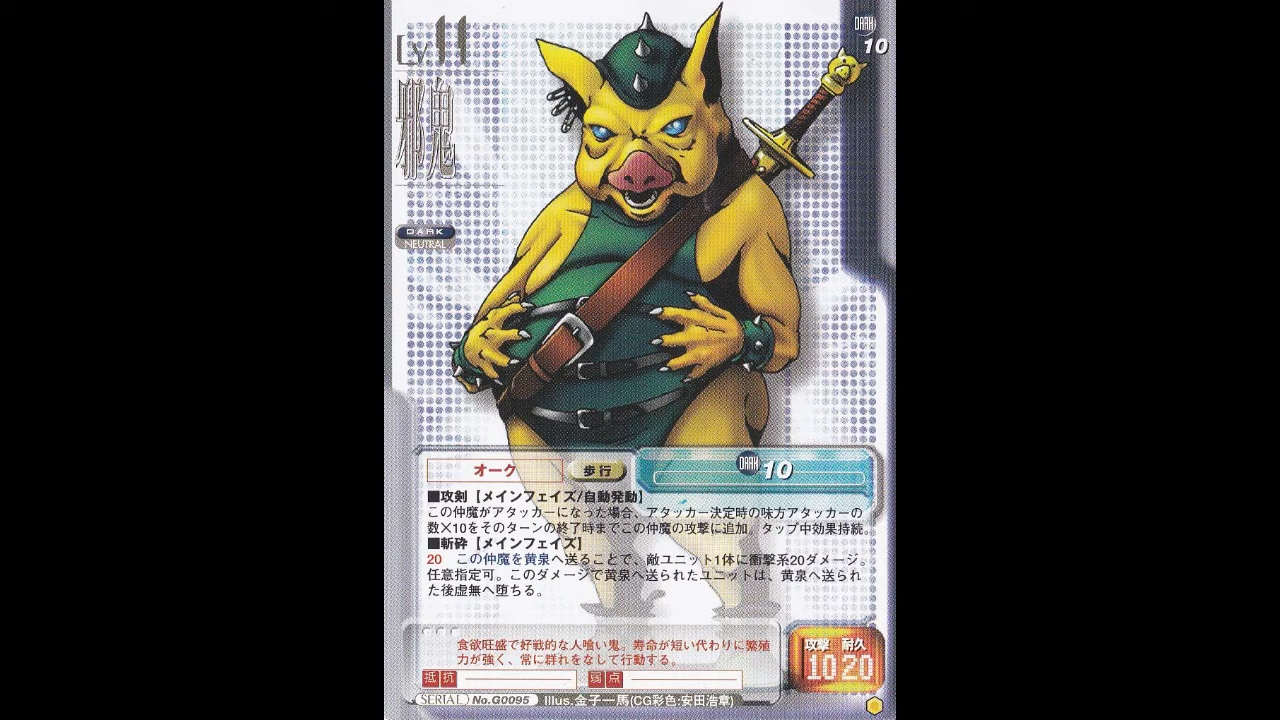 Lv11
DARK
10
邪鬼
DARK
NEUTRAL
オーク
歩行
DARK 10
■攻剣【メインフェイズ/自動発動】
この仲魔がアタッカーになった場合、アタッカー決定時の味方アタッカーの
数×10をそのターンの終了時までこの仲魔の攻撃に追加。タップ中効果持続。
■斬砕【メインフェイズ】
20 この仲魔を黄泉へ送ることで、敵ユニット1体に衝撃系20ダメージ。
任意指定可。このダメージで黄泉へ送られたユニットは、黄泉へ送られ
た後虚無へ堕ちる。
食欲旺盛で好戦的な人喰い鬼。寿命が短い代わりに繁殖
力が強く、常に群れをなして行動する。
抵抗
弱点
攻撃 耐久
10 20
SERIAL No.G0095 Illus.金子一馬(CG彩色:安田浩章)